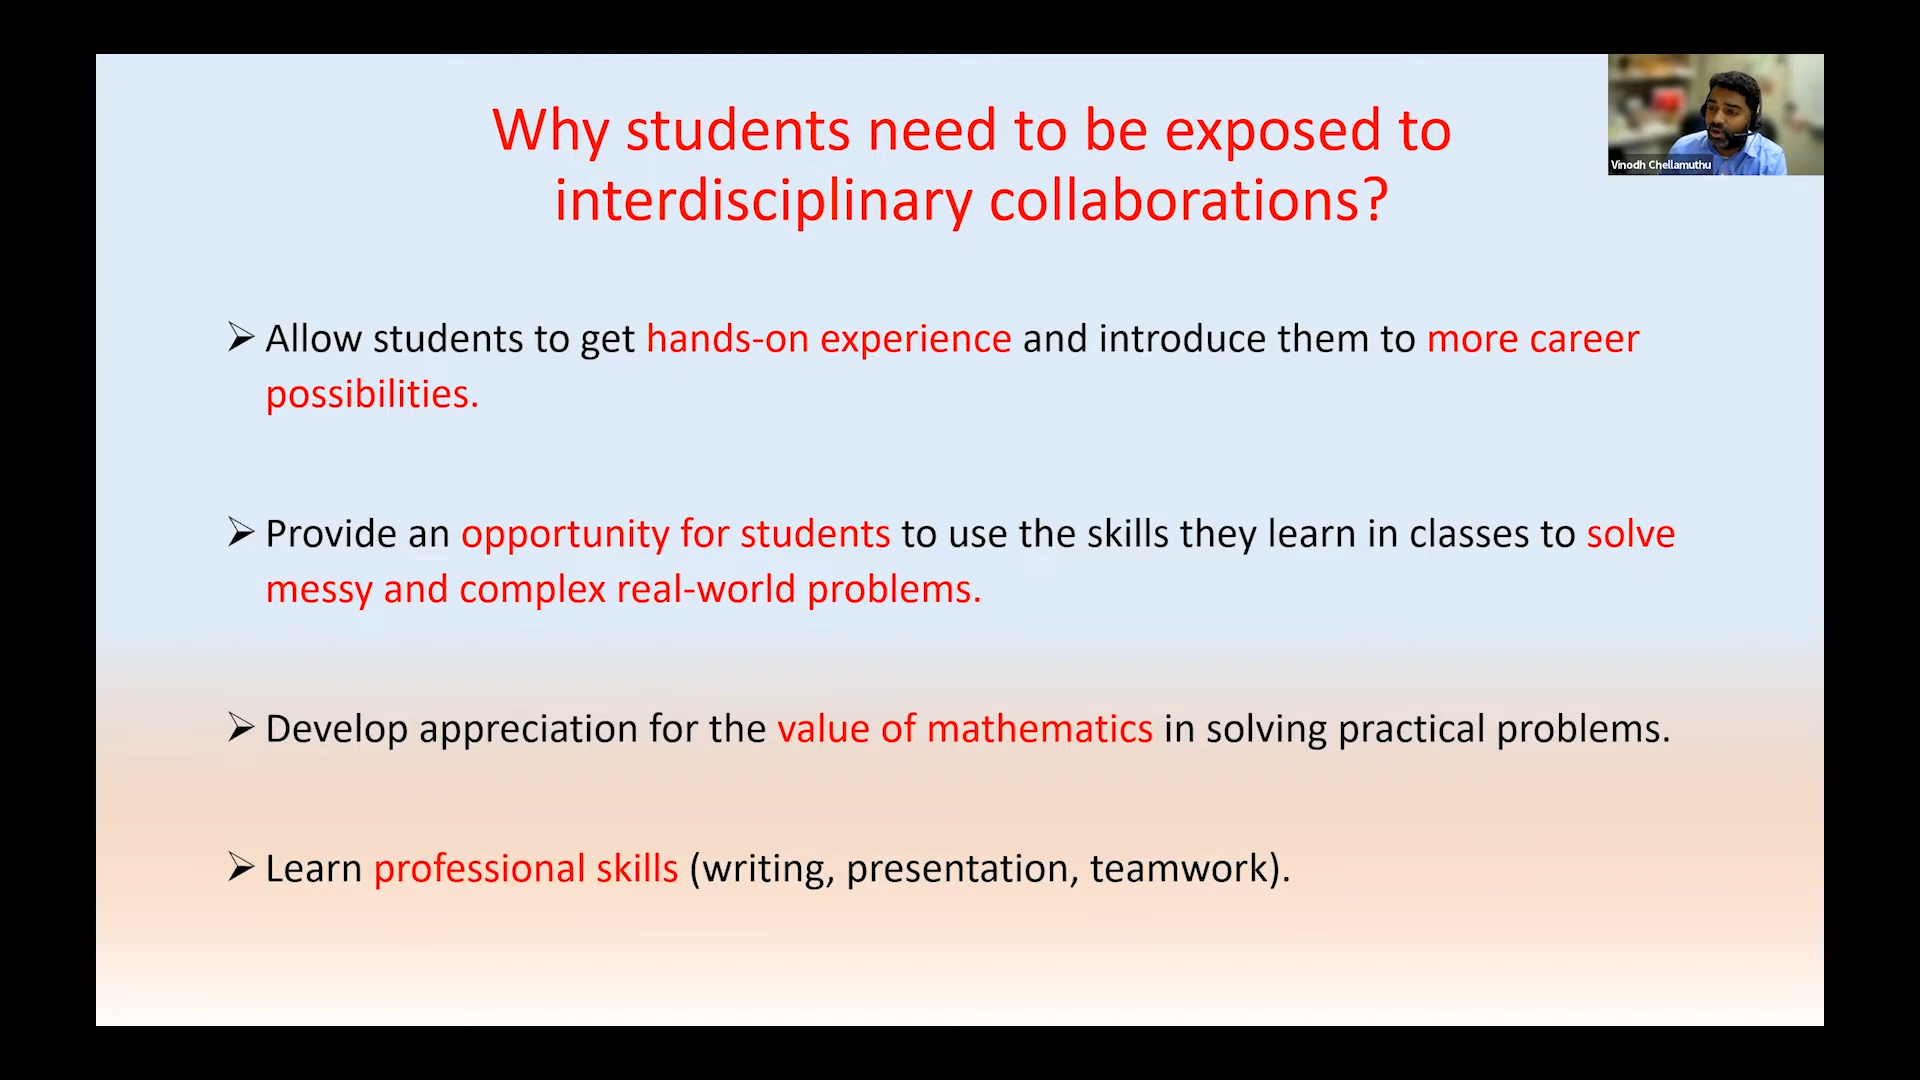 Why students need to be exposed to
interdisciplinary collaborations?
Vinodh Chellamuthu
➢ Allow students to get hands-on experience and introduce them to more career
possibilities.
➢ Provide an opportunity for students to use the skills they learn in classes to solve
messy and complex real-world problems.
➢ Develop appreciation for the value of mathematics in solving practical problems.
➢ Learn professional skills (writing, presentation, teamwork).